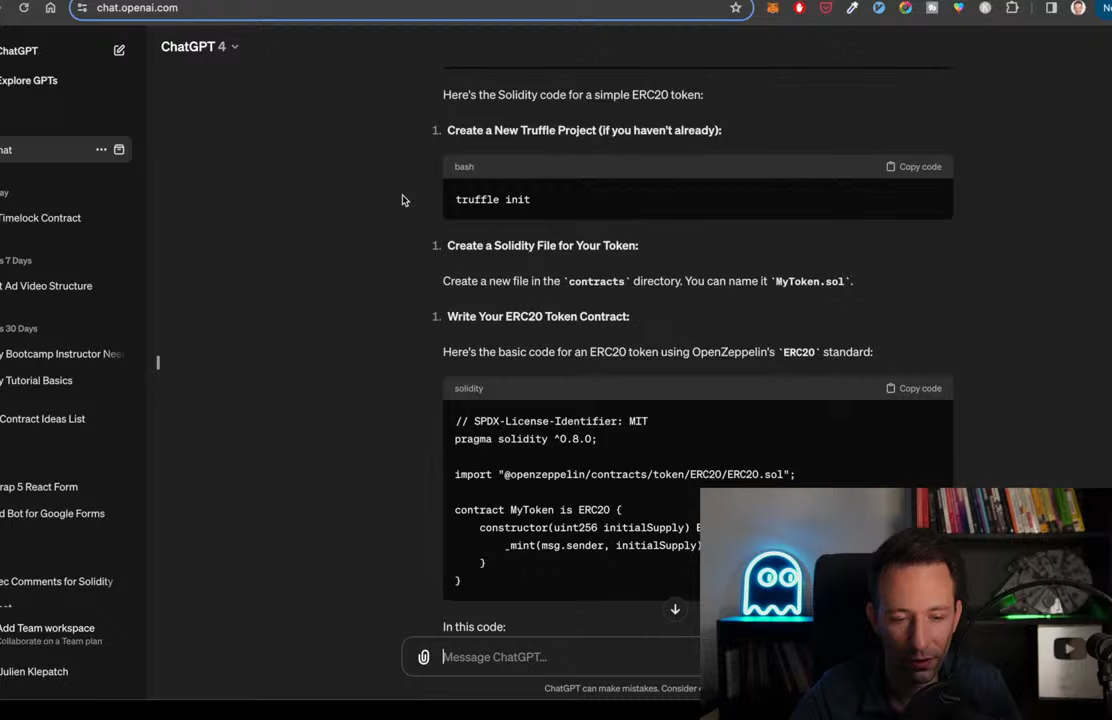 chat.openai.com
ChatGPT
ChatGPT 4
Explore GPTs
Here's the Solidity code for a simple ERC20 token:
1. Create a New Truffle Project (if you haven't already):
bash
Copy code
truffle init
Timelock Contract
1. Create a Solidity File for Your Token:
s 7 Days
Create a new file in the `contracts` directory. You can name it `MyToken.sol`.
t Ad Video Structure
1. Write Your ERC20 Token Contract:
s 30 Days
Here's the basic code for an ERC20 token using OpenZeppelin's `ERC20` standard:
y Bootcamp Instructor Nee
y Tutorial Basics
solidity
Copy code
Contract Ideas List
// SPDX-License-Identifier: MIT
pragma solidity ^0.8.0;
import "@openzeppelin/contracts/token/ERC20/ERC20.sol";
rap 5 React Form
d Bot for Google Forms
contract MyToken is ERC20 {
constructor(uint256 initialSupply) E
_mint(msg.sender, initialSupply)
}
}
ec Comments for Solidity
Add Team workspace
Collaborate on a Team plan
In this code:
Julien Klepatch
Message ChatGPT...
ChatGPT can make mistakes. Consider